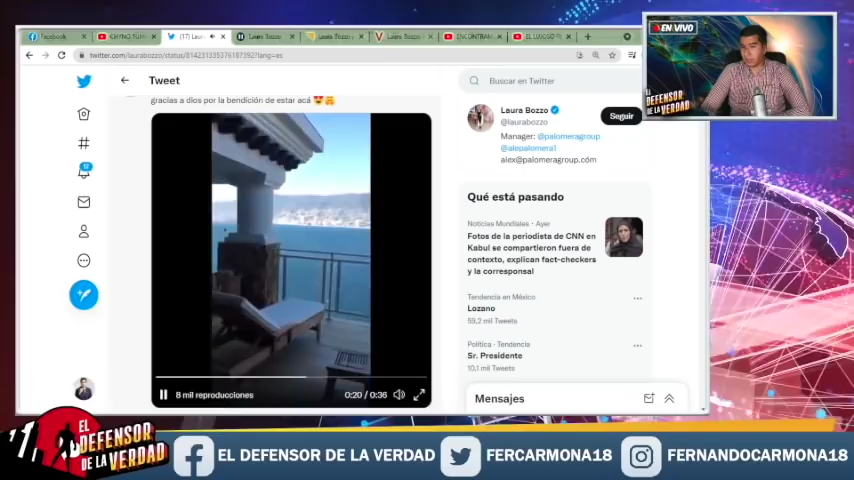 Facebook
Laura Bozzo
twitter.com/laurabozzo/status/814231335376187392?lang=es
EN VIVO
EL
DEFENSOR
DE LA
VERDAD
Tweet
Buscar en Twitter
gracias a dios por la bendición de estar acá 😍🤗
Laura Bozzo
@laurabozzo
Seguir
Manager: @palomeragroup
@alepalomera1
alex@palomeragroup.com
17
Qué está pasando
Noticias Mundiales · Ayer
Fotos de la periodista de CNN en
Kabul se compartieron fuera de
contexto, explican fact-checkers
y la corresponsal
Tendencia en México
Lozano
59,2 mil Tweets
Política · Tendencia
Sr. Presidente
10,1 mil Tweets
8 mil reproducciones
0:20 / 0:36
Mensajes
EL
DEFENSOR
DE LA VERDAD
EL DEFENSOR DE LA VERDAD
FERCARMONA18
FERNANDOCARMONA18